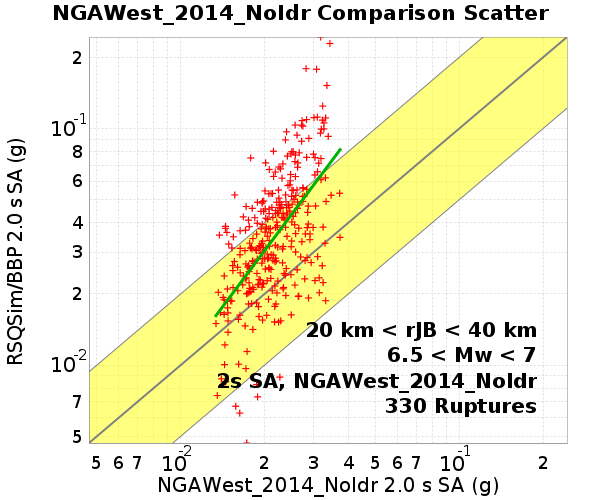 NGAWest_2014_NoIdr Comparison Scatter
RSQSim/BBP 2.0 s SA (g)
2
10-1
8
6
4
3
2
10-2
7
5
20 km < rJB < 40 km
6.5 < Mw < 7
2s SA, NGAWest_2014_NoIdr
330 Ruptures
5 6 7 10-2 2 3 4 5 6 7 10-1 2
NGAWest_2014_NoIdr 2.0 s SA (g)